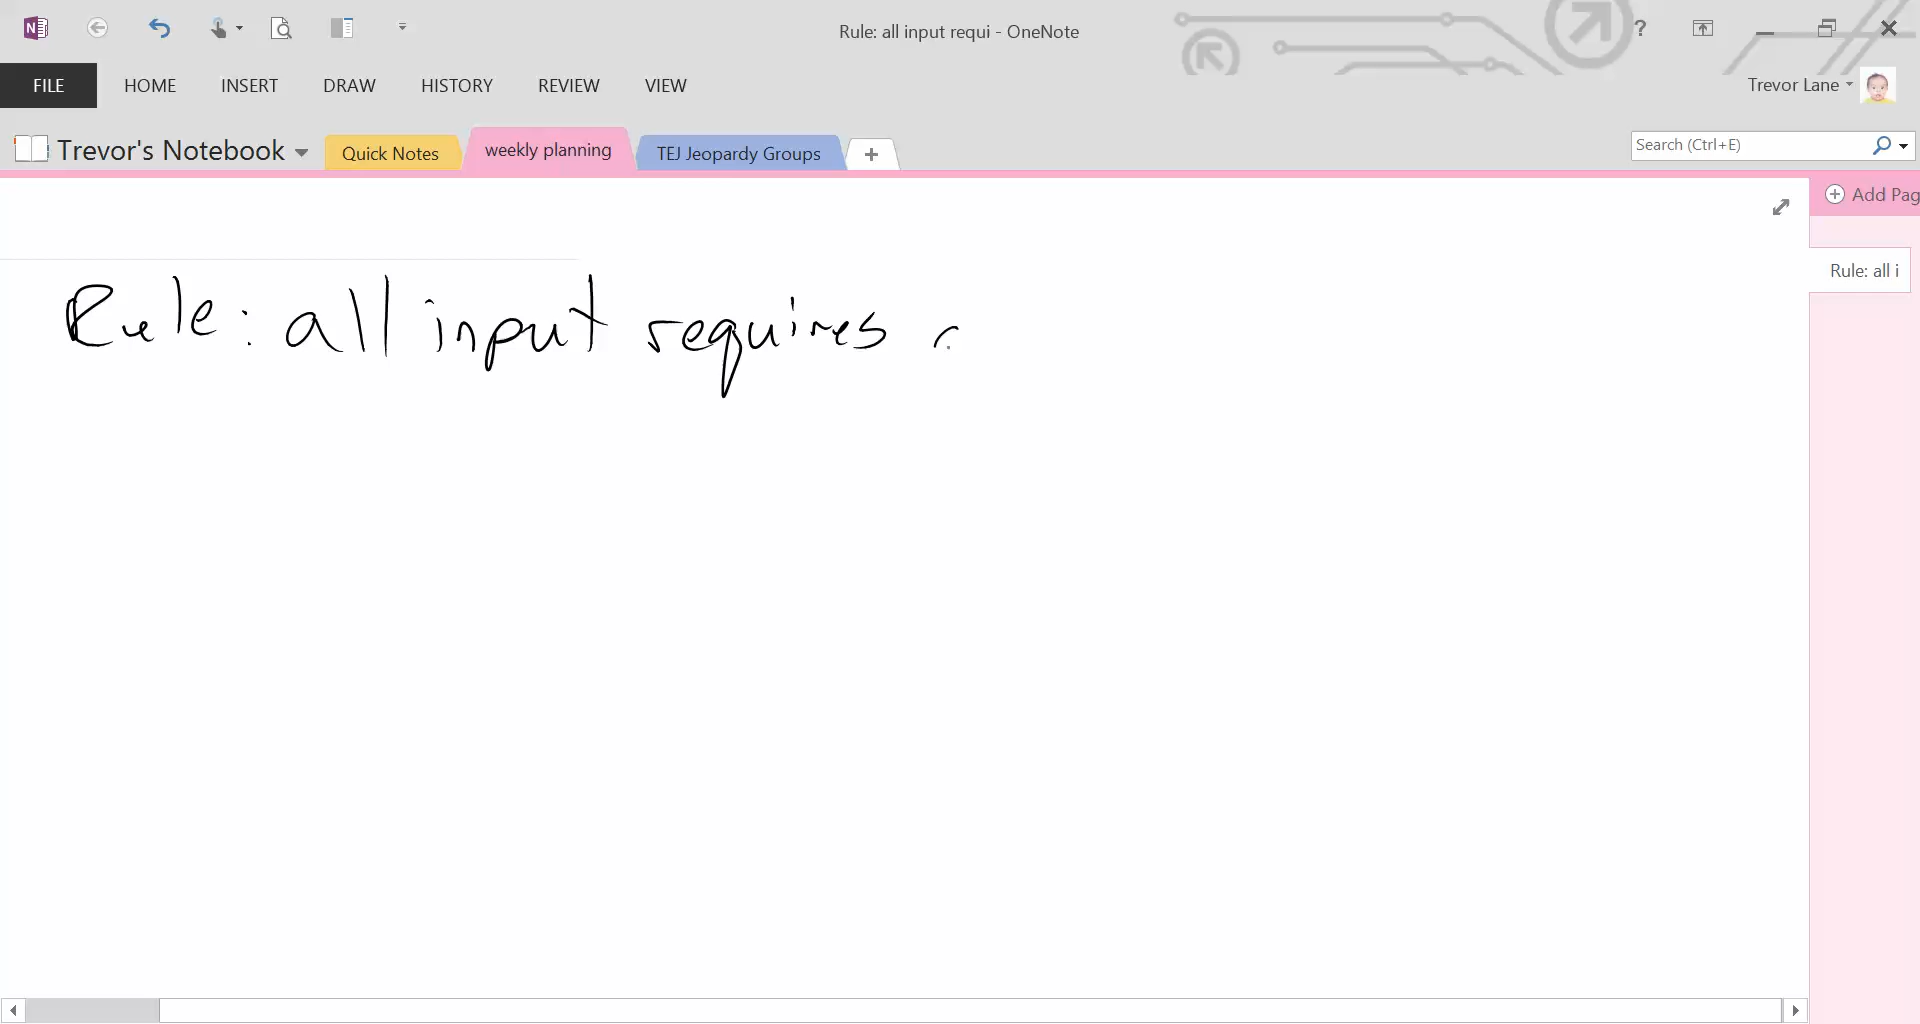 Rule: all input requi - OneNote
?
FILE HOME INSERT DRAW HISTORY REVIEW VIEW
Trevor Lane
Trevor's Notebook Quick Notes weekly planning TEJ Jeopardy Groups +
Search (Ctrl+E)
Add Pag
Rule: all i
Rule: all input requires